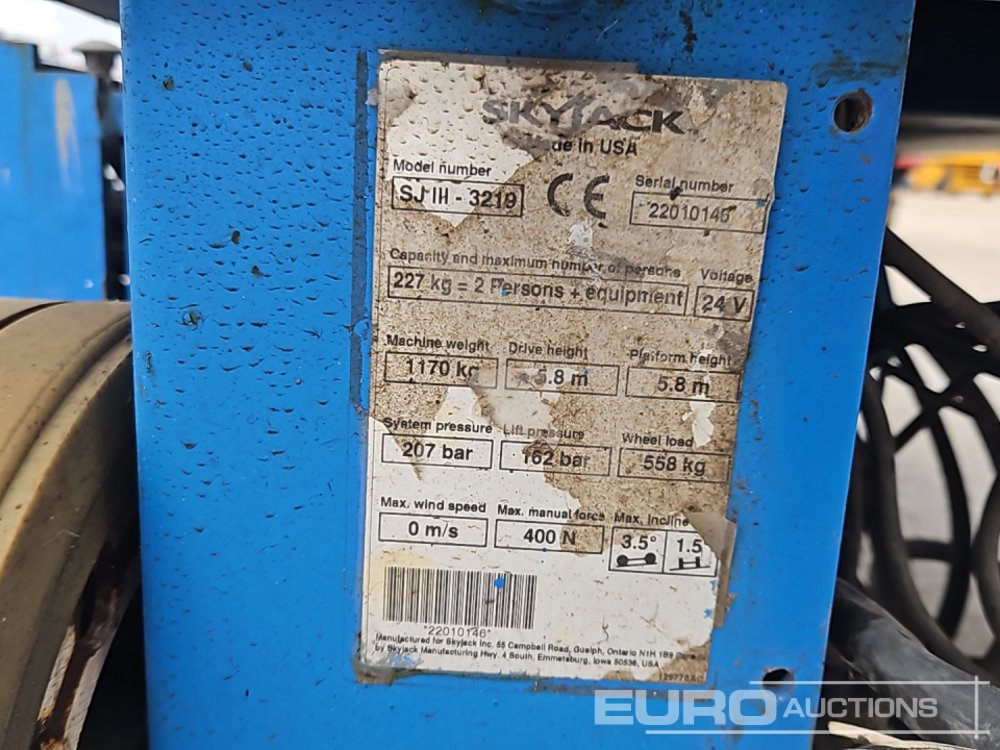 SKYJACK
Made in USA
Model number
SJ III - 3219
CE
Serial number
22010146
Capacity and maximum number of persons
227 kg = 2 Persons + equipment
Voltage
24 V
Machine weight
1170 kg
Drive height
5.8 m
Platform height
5.8 m
System pressure
207 bar
Lift pressure
162 bar
Wheel load
558 kg
Max. wind speed
0 m/s
Max. manual force
400 N
Max. incline
3.5°
1.5
*22010146*
Manufactured for Skyjack Inc. 55 Campbell Road, Guelph, Ontario N1H 1B9
by Skyjack Manufacturing Hwy. 4 South, Emmetsburg, Iowa 50536, USA
EUROAUCTIONS